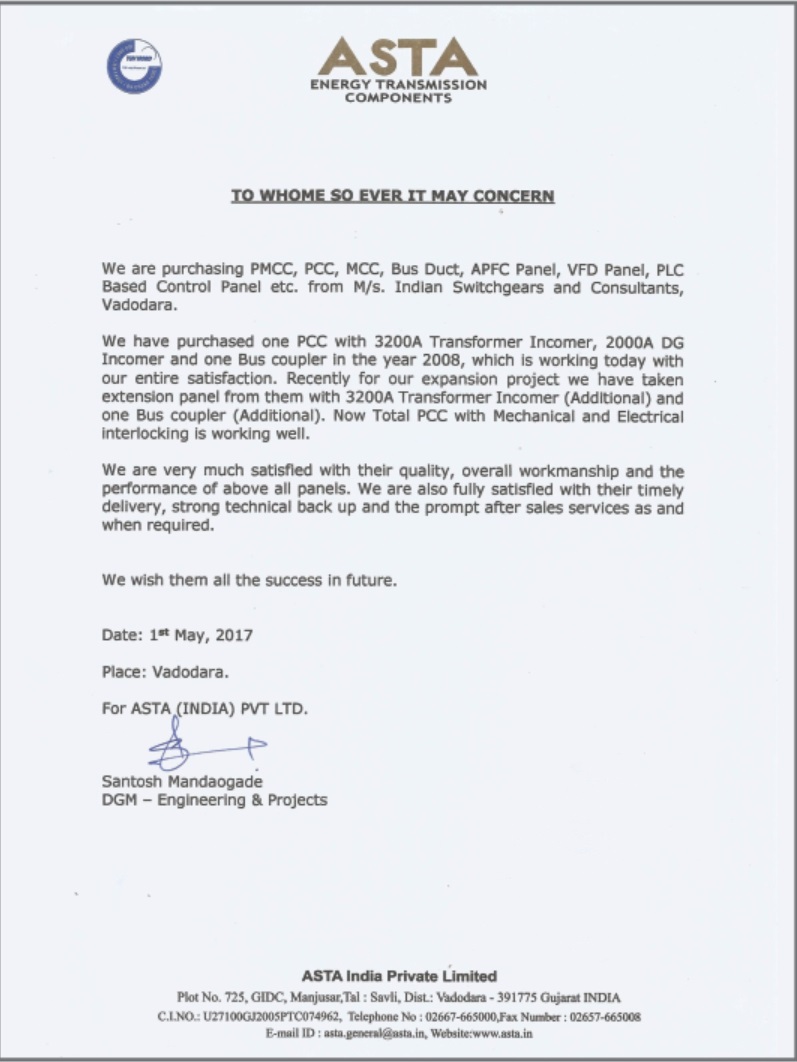 ASTA
ENERGY TRANSMISSION
COMPONENTS
TO WHOME SO EVER IT MAY CONCERN
We are purchasing PMCC, PCC, MCC, Bus Duct, APFC Panel, VFD Panel, PLC
Based Control Panel etc. from M/s. Indian Switchgears and Consultants,
Vadodara.
We have purchased one PCC with 3200A Transformer Incomer, 2000A DG
Incomer and one Bus coupler in the year 2008, which is working today with
our entire satisfaction. Recently for our expansion project we have taken
extension panel from them with 3200A Transformer Incomer (Additional) and
one Bus coupler (Additional). Now Total PCC with Mechanical and Electrical
interlocking is working well.
We are very much satisfied with their quality, overall workmanship and the
performance of above all panels. We are also fully satisfied with their timely
delivery, strong technical back up and the prompt after sales services as and
when required.
We wish them all the success in future.
Date: 1st May, 2017
Place: Vadodara.
For ASTA (INDIA) PVT LTD.
Santosh Mandaogade
DGM – Engineering & Projects
ASTA India Private Limited
Plot No. 725, GIDC, Manjusar,Tal : Savli, Dist.: Vadodara - 391775 Gujarat INDIA
C.I.NO.: U27100GJ2005PTC074962, Telephone No : 02667-665000,Fax Number : 02657-665008
E-mail ID : asta.general@asta.in, Website:www.asta.in